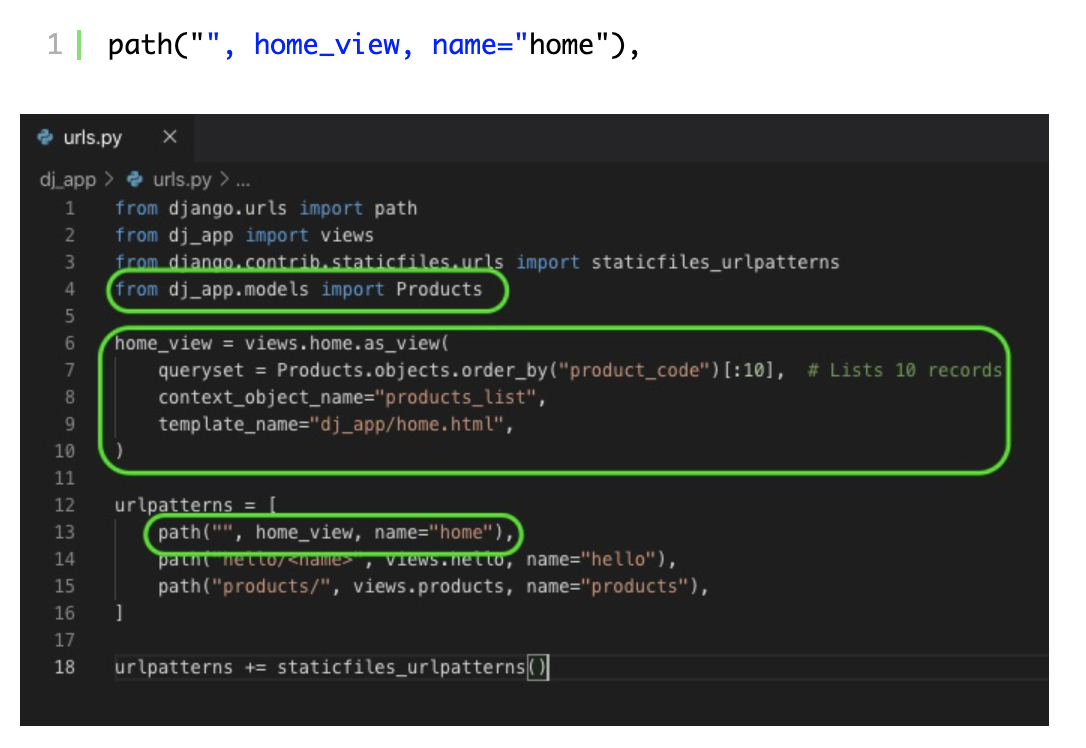 1 path("", home_view, name="home"),
urls.py ×
dj_app > urls.py > ...
1 from django.urls import path
2 from dj_app import views
3 from django.contrib.staticfiles.urls import staticfiles_urlpatterns
4 from dj_app.models import Products
5
6 home_view = views.home.as_view(
7 queryset = Products.objects.order_by("product_code")[:10], # Lists 10 records
8 context_object_name="products_list",
9 template_name="dj_app/home.html",
10 )
11
12 urlpatterns = [
13 path("", home_view, name="home"),
14 path("hello/<name>", views.hello, name="hello"),
15 path("products/", views.products, name="products"),
16 ]
17
18 urlpatterns += staticfiles_urlpatterns()